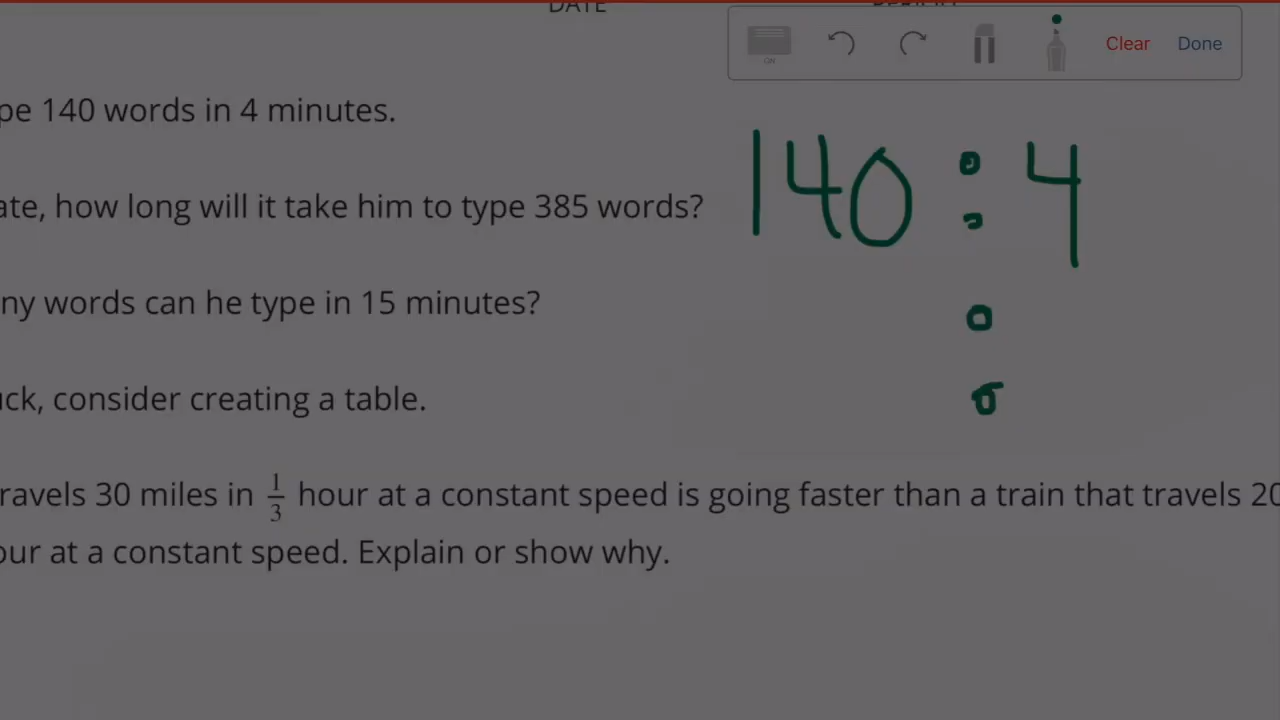 DATE
ON
Clear Done
pe 140 words in 4 minutes.
140 : 4
ate, how long will it take him to type 385 words?
ny words can he type in 15 minutes?
:
uck, consider creating a table.
ravels 30 miles in 1/3 hour at a constant speed is going faster than a train that travels 20
our at a constant speed. Explain or show why.